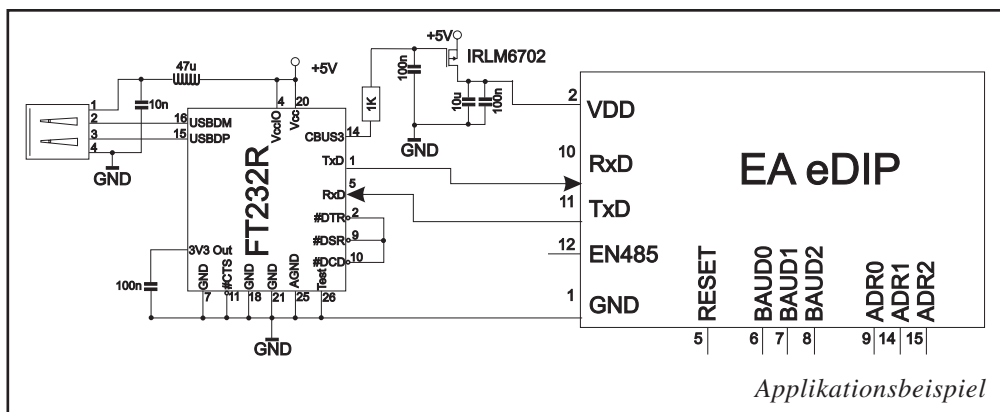 +5V
IRLM6702
47u
+5V
100n
10u
100n
1K
10n
1
2
3
4
GND
16
USBDM
15
USBDP
4
20
VccIO
Vcc
CBUS3
14
GND
2
VDD
TxD
1
10
RxD
EA eDIP
5
RxD
11
TxD
FT232R
#DTR
2
#DSR
9
#DCD
10
12
EN485
3V3 Out
100n
GND
#CTS
GND
GND
AGND
Test
7
11
18
21
25
26
1
GND
GND
RESET
BAUD0
BAUD1
BAUD2
ADR0
ADR1
ADR2
5
6
7
8
9
14
15
Applikationsbeispiel